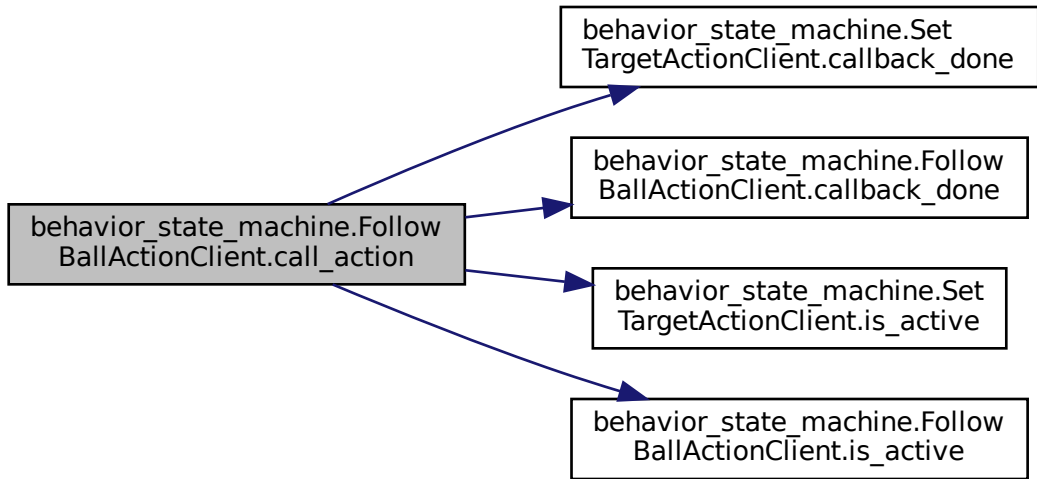 behavior_state_machine.Follow
BallActionClient.call_action
behavior_state_machine.Set
TargetActionClient.callback_done
behavior_state_machine.Follow
BallActionClient.callback_done
behavior_state_machine.Set
TargetActionClient.is_active
behavior_state_machine.Follow
BallActionClient.is_active